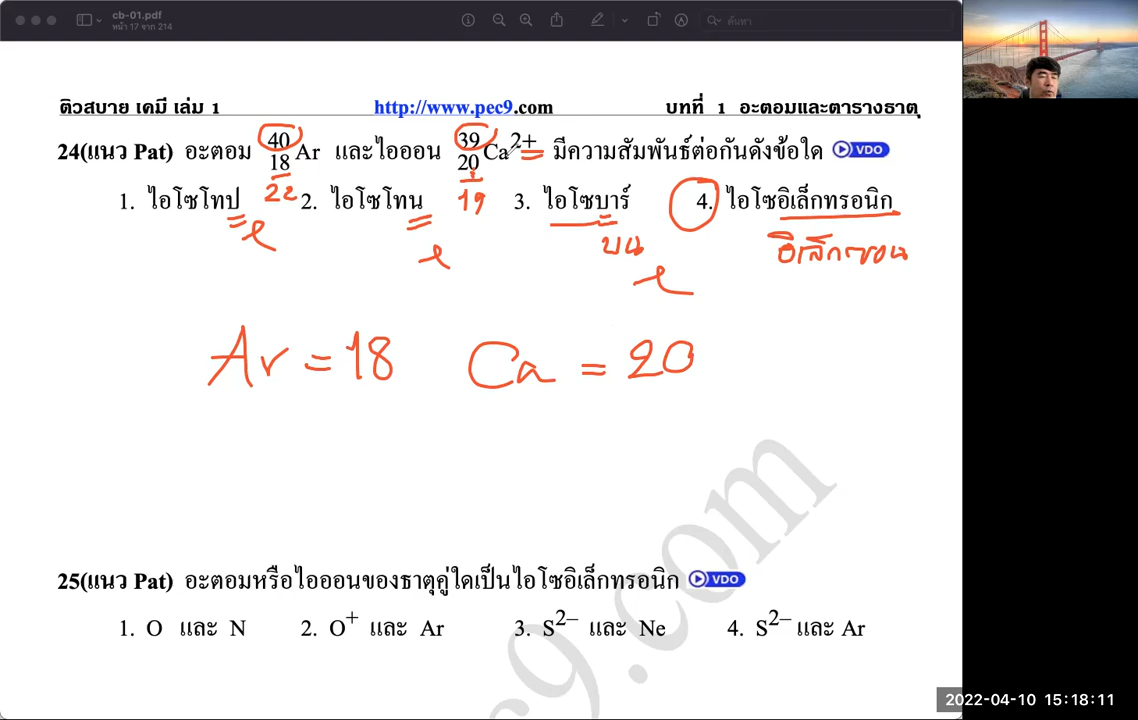 cb-01.pdf
หน้า 17 จาก 214
ค้นหา
ติวสบาย เคมี เล่ม 1 http://www.pec9.com บทที่ 1 อะตอมและตารางธาตุ
24(แนว Pat) อะตอม 40 18 Ar และไอออน 39 20 Ca 2+ มีความสัมพันธ์ต่อกันดังข้อใด VDO
1. ไอโซโทป 22 2. ไอโซโทน 19 3. ไอโซบาร์ 4. ไอโซอิเล็กทรอนิก
บน อิเล็กตรอน
Ar = 18 Ca = 20
25(แนว Pat) อะตอมหรือไอออนของธาตุคู่ใดเป็นไอโซอิเล็กทรอนิก VDO
1. O และ N 2. O⁺ และ Ar 3. S²⁻ และ Ne 4. S²⁻ และ Ar
9.com
2022-04-10 15:18:11